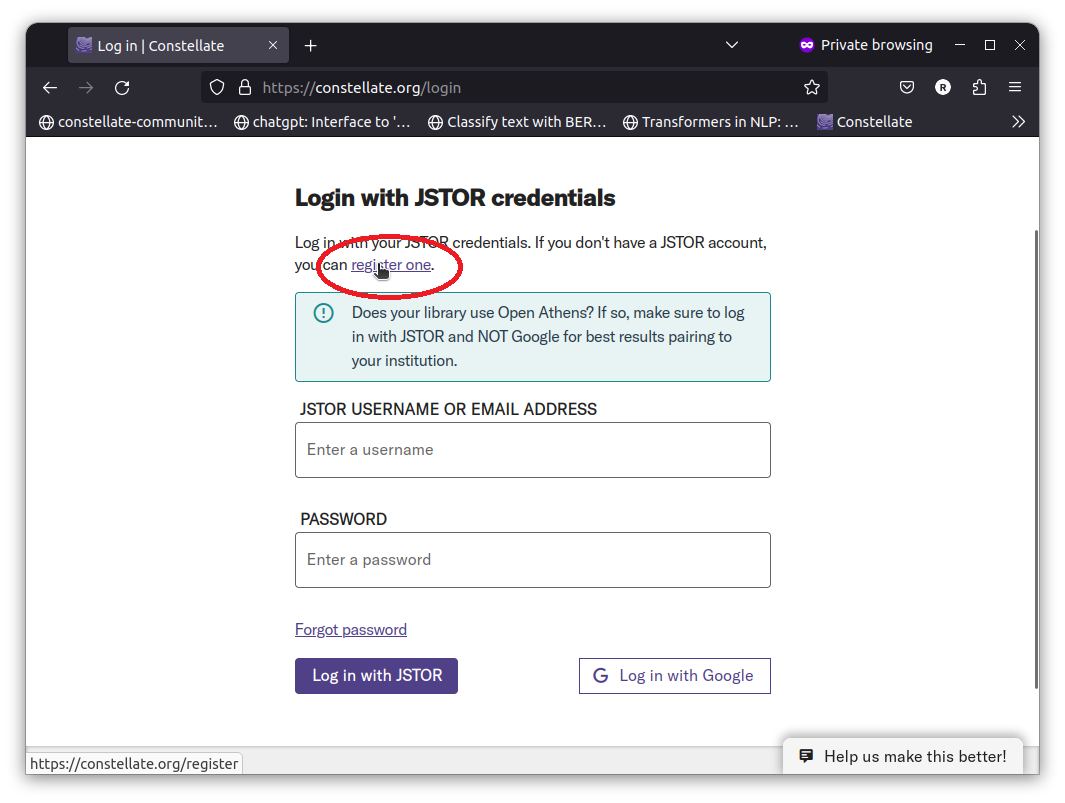 Log in | Constellate
Private browsing
https://constellate.org/login
R
constellate-communit…
chatgpt: Interface to '…
Classify text with BER…
Transformers in NLP: …
Constellate
Login with JSTOR credentials
Log in with your JSTOR credentials. If you don't have a JSTOR account,
you can register one.
Does your library use Open Athens? If so, make sure to log
in with JSTOR and NOT Google for best results pairing to
your institution.
JSTOR USERNAME OR EMAIL ADDRESS
Enter a username
PASSWORD
Enter a password
Forgot password
Log in with JSTOR
G Log in with Google
https://constellate.org/register
Help us make this better!